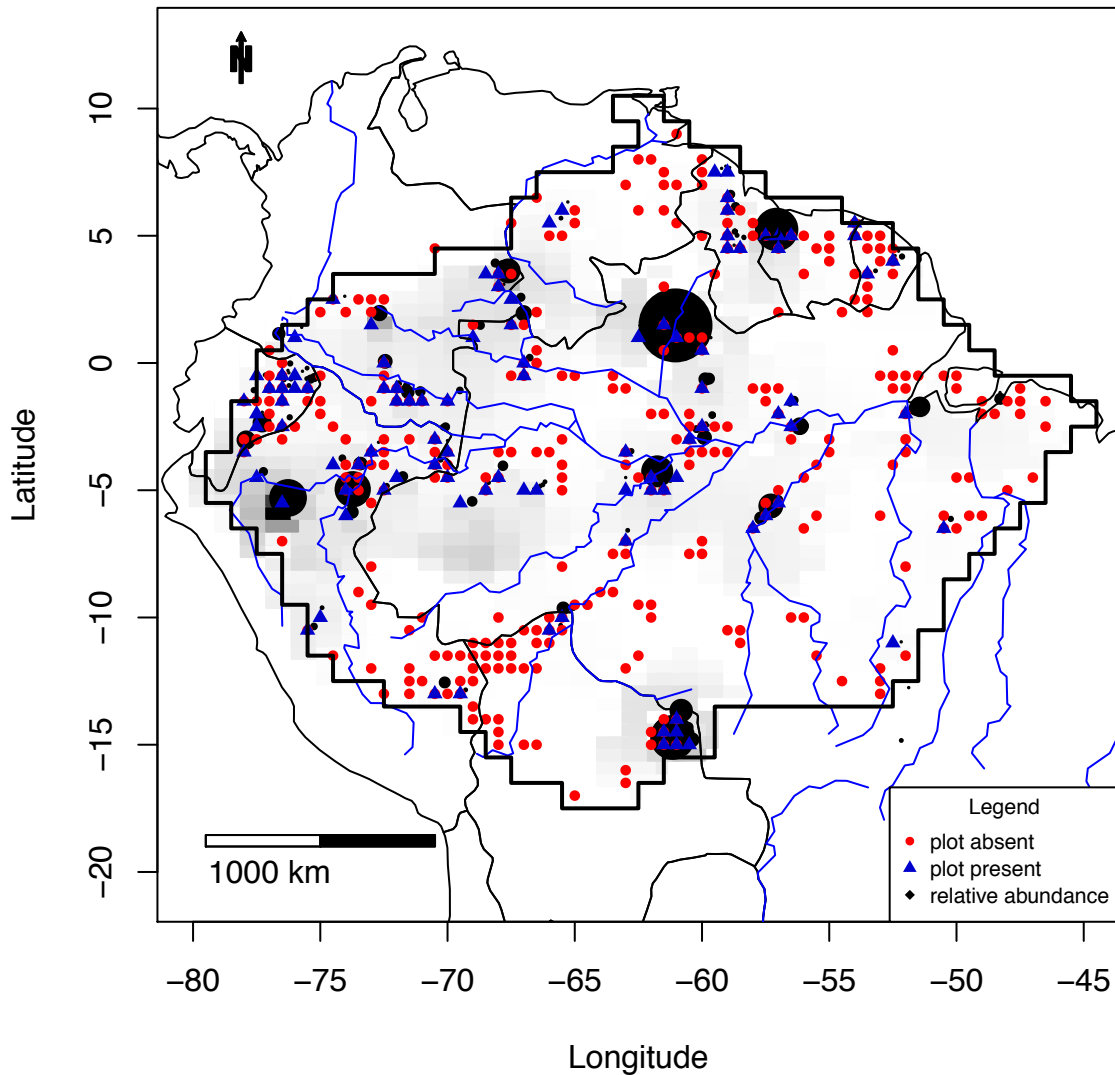 N
Latitude
10
5
0
−5
−10
−15
−20
1000 km
Legend
plot absent
plot present
relative abundance
−80 −75 −70 −65 −60 −55 −50 −45
Longitude